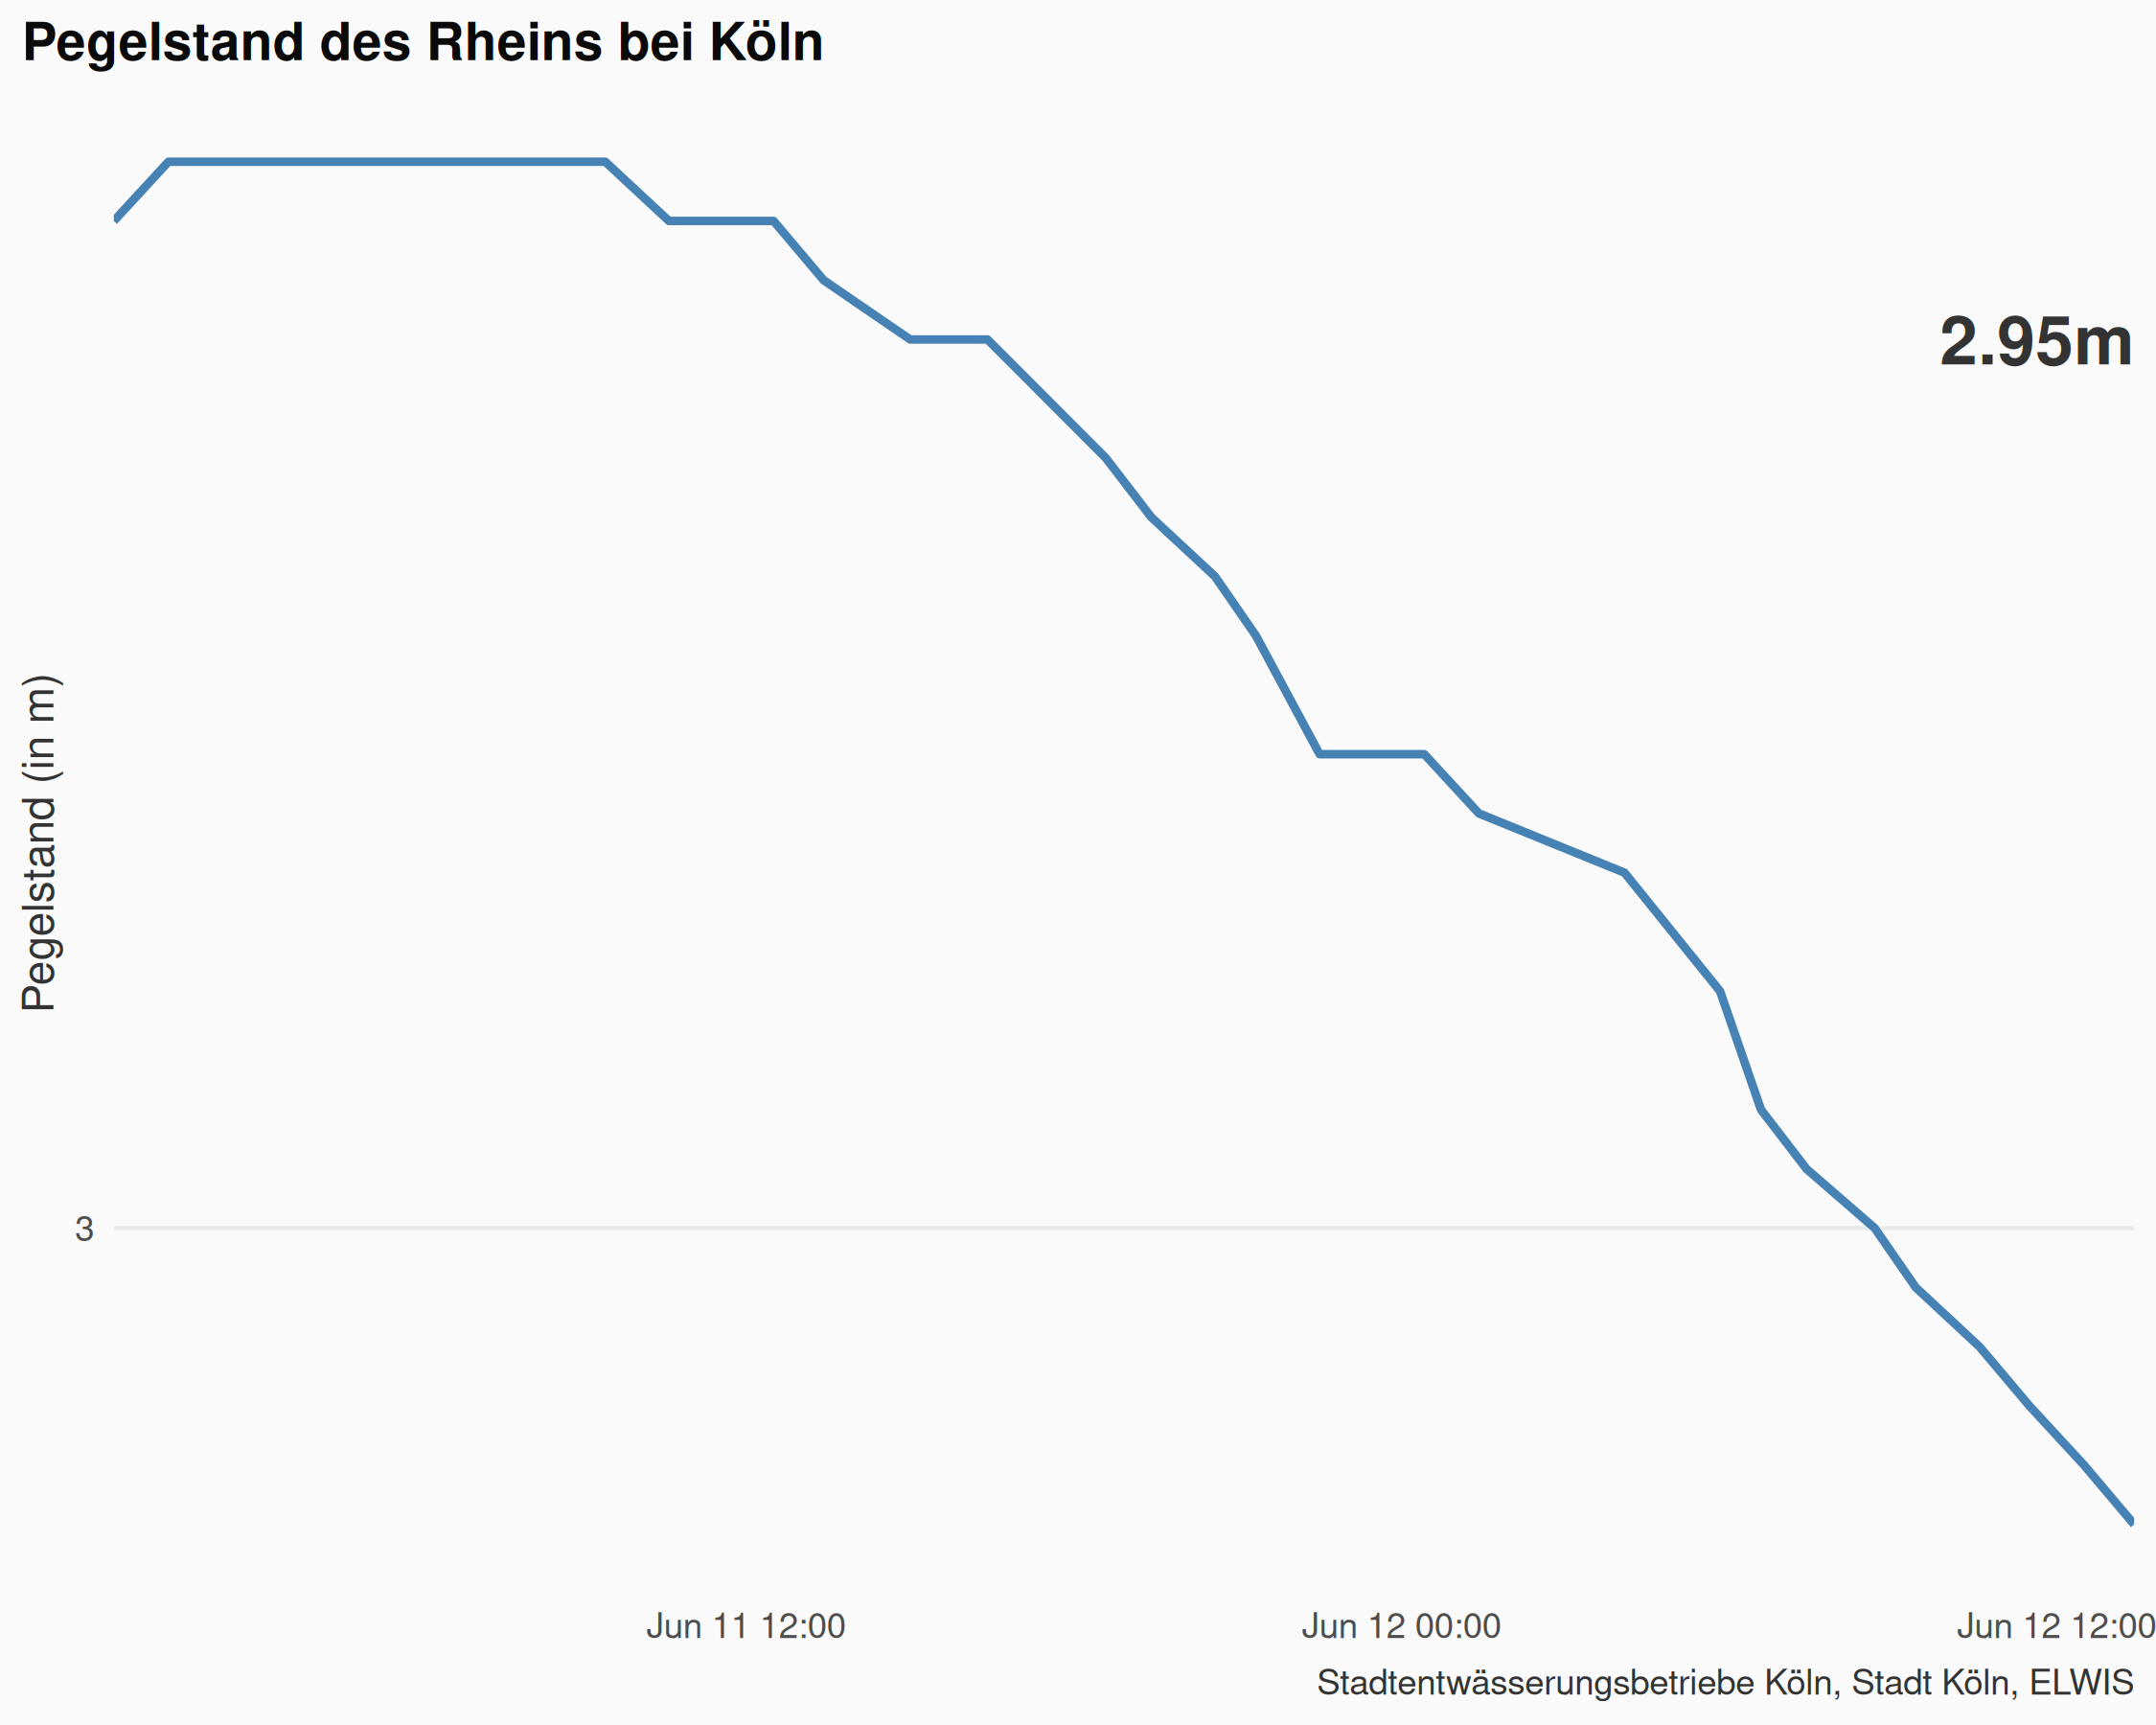 Pegelstand des Rheins bei Köln
2.95m
Pegelstand (in m)
3
Jun 11 12:00
Jun 12 00:00
Jun 12 12:00
Stadtentwässerungsbetriebe Köln, Stadt Köln, ELWIS